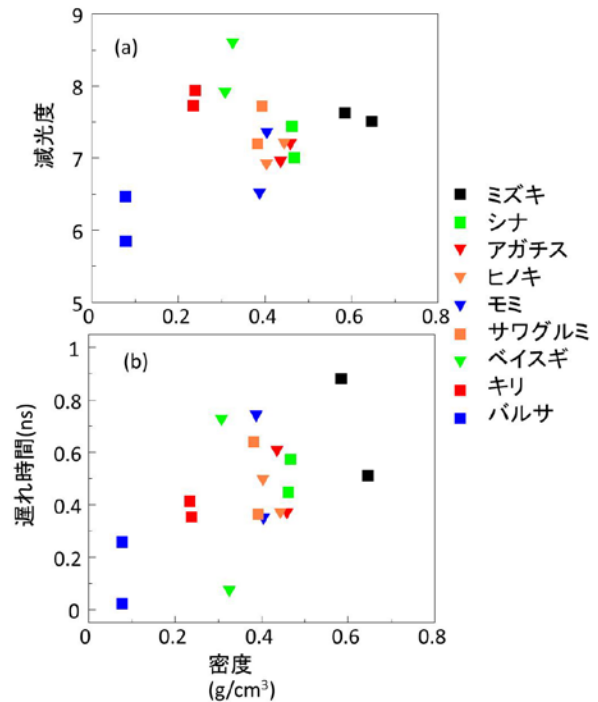 (a)
減光度
9
8
7
6
5
0 0.2 0.4 0.6 0.8
(b)
遅れ時間(ns)
1
0.8
0.6
0.4
0.2
0
0 0.2 0.4 0.6 0.8
密度
(g/cm³)
ミズキ
シナ
アガチス
ヒノキ
モミ
サワグルミ
ベイスギ
キリ
バルサ